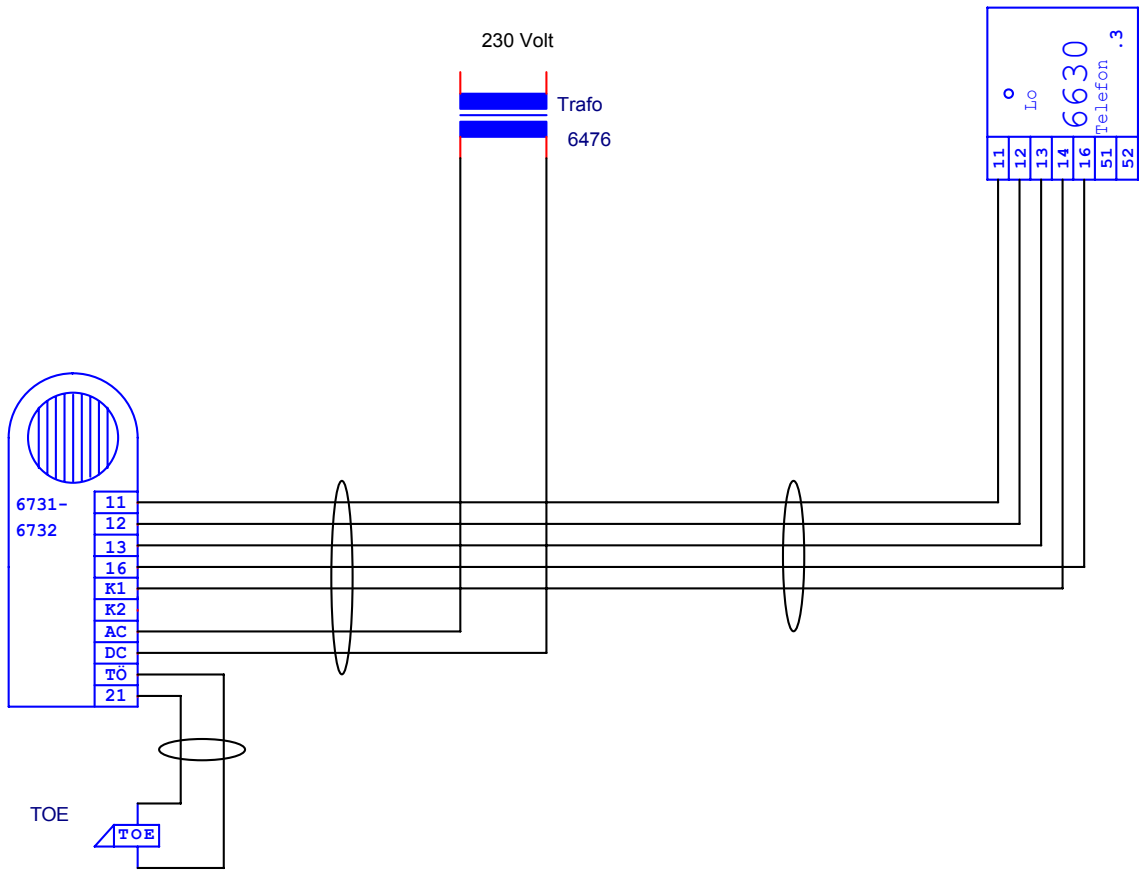 230 Volt
Trafo
6476
Lo
6630
Telefon
.3
11
12
13
14
16
51
52
6731-
6732
11
12
13
16
K1
K2
AC
DC
TÖ
21
TOE
TOE